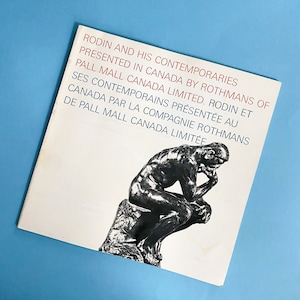 RODIN AND HIS CONTEMPORARIES
PRESENTED IN CANADA BY ROTHMANS OF
PALL MALL CANADA LIMITED. RODIN ET
SES CONTEMPORAINS PRÉSENTÉE AU
CANADA PAR LA COMPAGNIE ROTHMANS
DE PALL MALL CANADA LIMITÉE